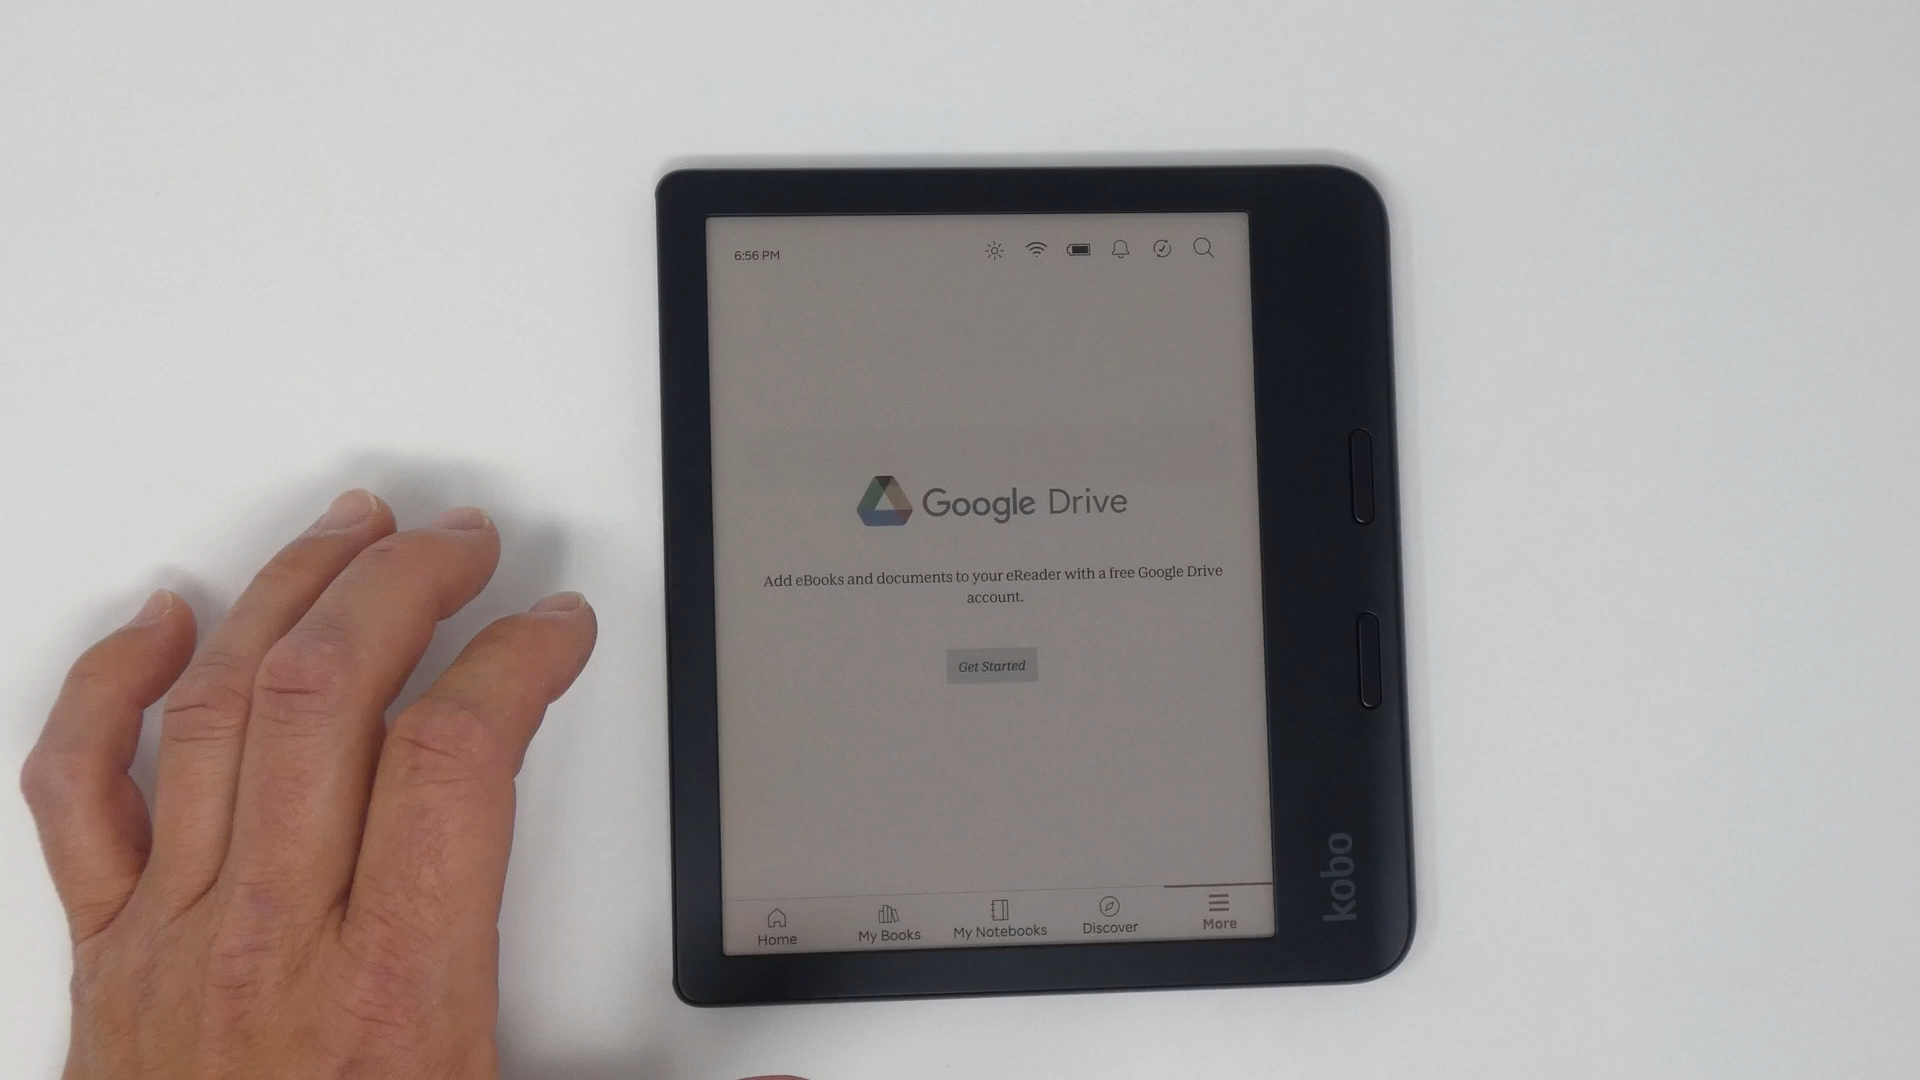 6:56 PM
Google Drive
Add eBooks and documents to your eReader with a free Google Drive
account.
Get Started
Home
My Books
My Notebooks
Discover
More
kobo